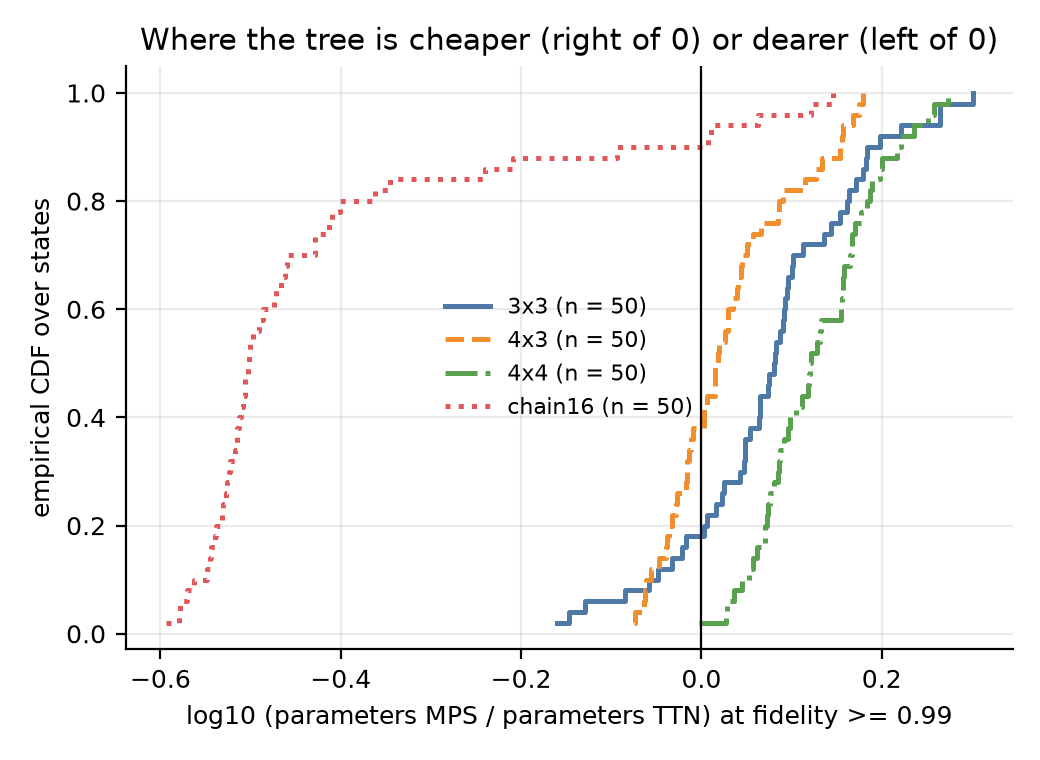 Where the tree is cheaper (right of 0) or dearer (left of 0)
1.0
0.8
0.6
0.4
0.2
0.0
empirical CDF over states
3x3 (n = 50)
4x3 (n = 50)
4x4 (n = 50)
chain16 (n = 50)
−0.6
−0.4
−0.2
0.0
0.2
log10 (parameters MPS / parameters TTN) at fidelity >= 0.99